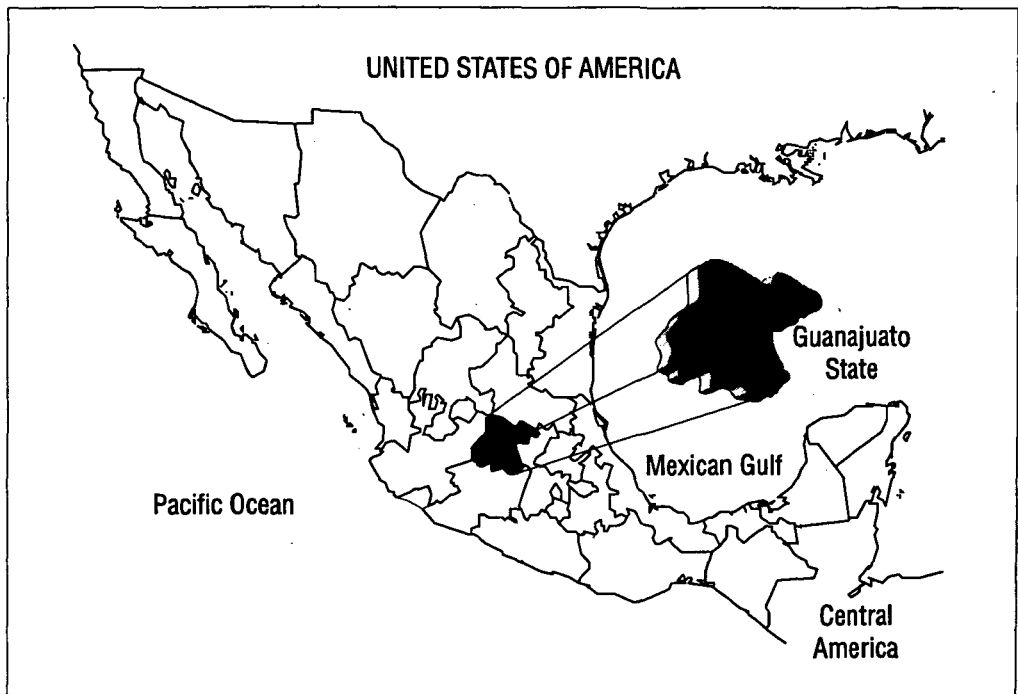 UNITED STATES OF AMERICA
Guanajuato
State
Mexican Gulf
Pacific Ocean
Central
America